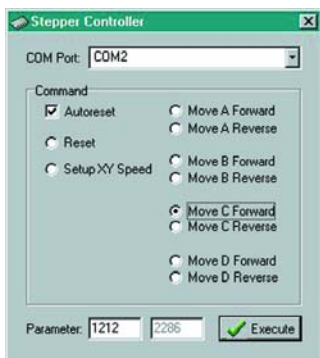 Stepper Controller
COM Port: COM2
Command
Autoreset
Reset
Setup XY Speed
Move A Forward
Move A Reverse
Move B Forward
Move B Reverse
Move C Forward
Move C Reverse
Move D Forward
Move D Reverse
Parameter: 1212 2286 Execute